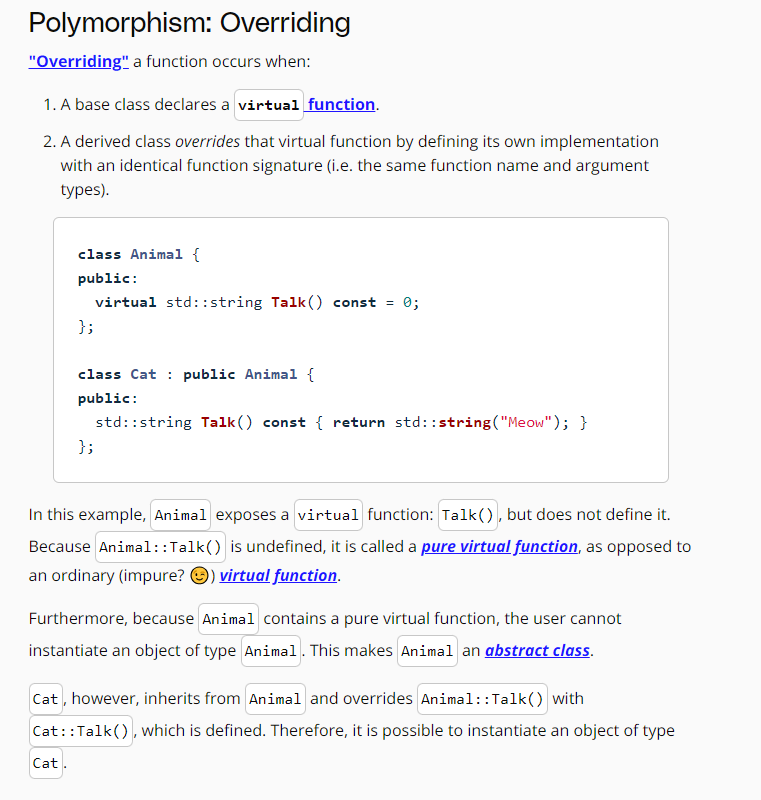 Polymorphism: Overriding
"Overriding" a function occurs when:
1. A base class declares a virtual function.
2. A derived class overrides that virtual function by defining its own implementation
with an identical function signature (i.e. the same function name and argument
types).
class Animal {
public:
  virtual std::string Talk() const = 0;
};

class Cat : public Animal {
public:
  std::string Talk() const { return std::string("Meow"); }
};
In this example, Animal exposes a virtual function: Talk(), but does not define it.
Because Animal::Talk() is undefined, it is called a pure virtual function, as opposed to
an ordinary (impure? 😉) virtual function.
Furthermore, because Animal contains a pure virtual function, the user cannot
instantiate an object of type Animal. This makes Animal an abstract class.
Cat, however, inherits from Animal and overrides Animal::Talk() with
Cat::Talk(), which is defined. Therefore, it is possible to instantiate an object of type
Cat.